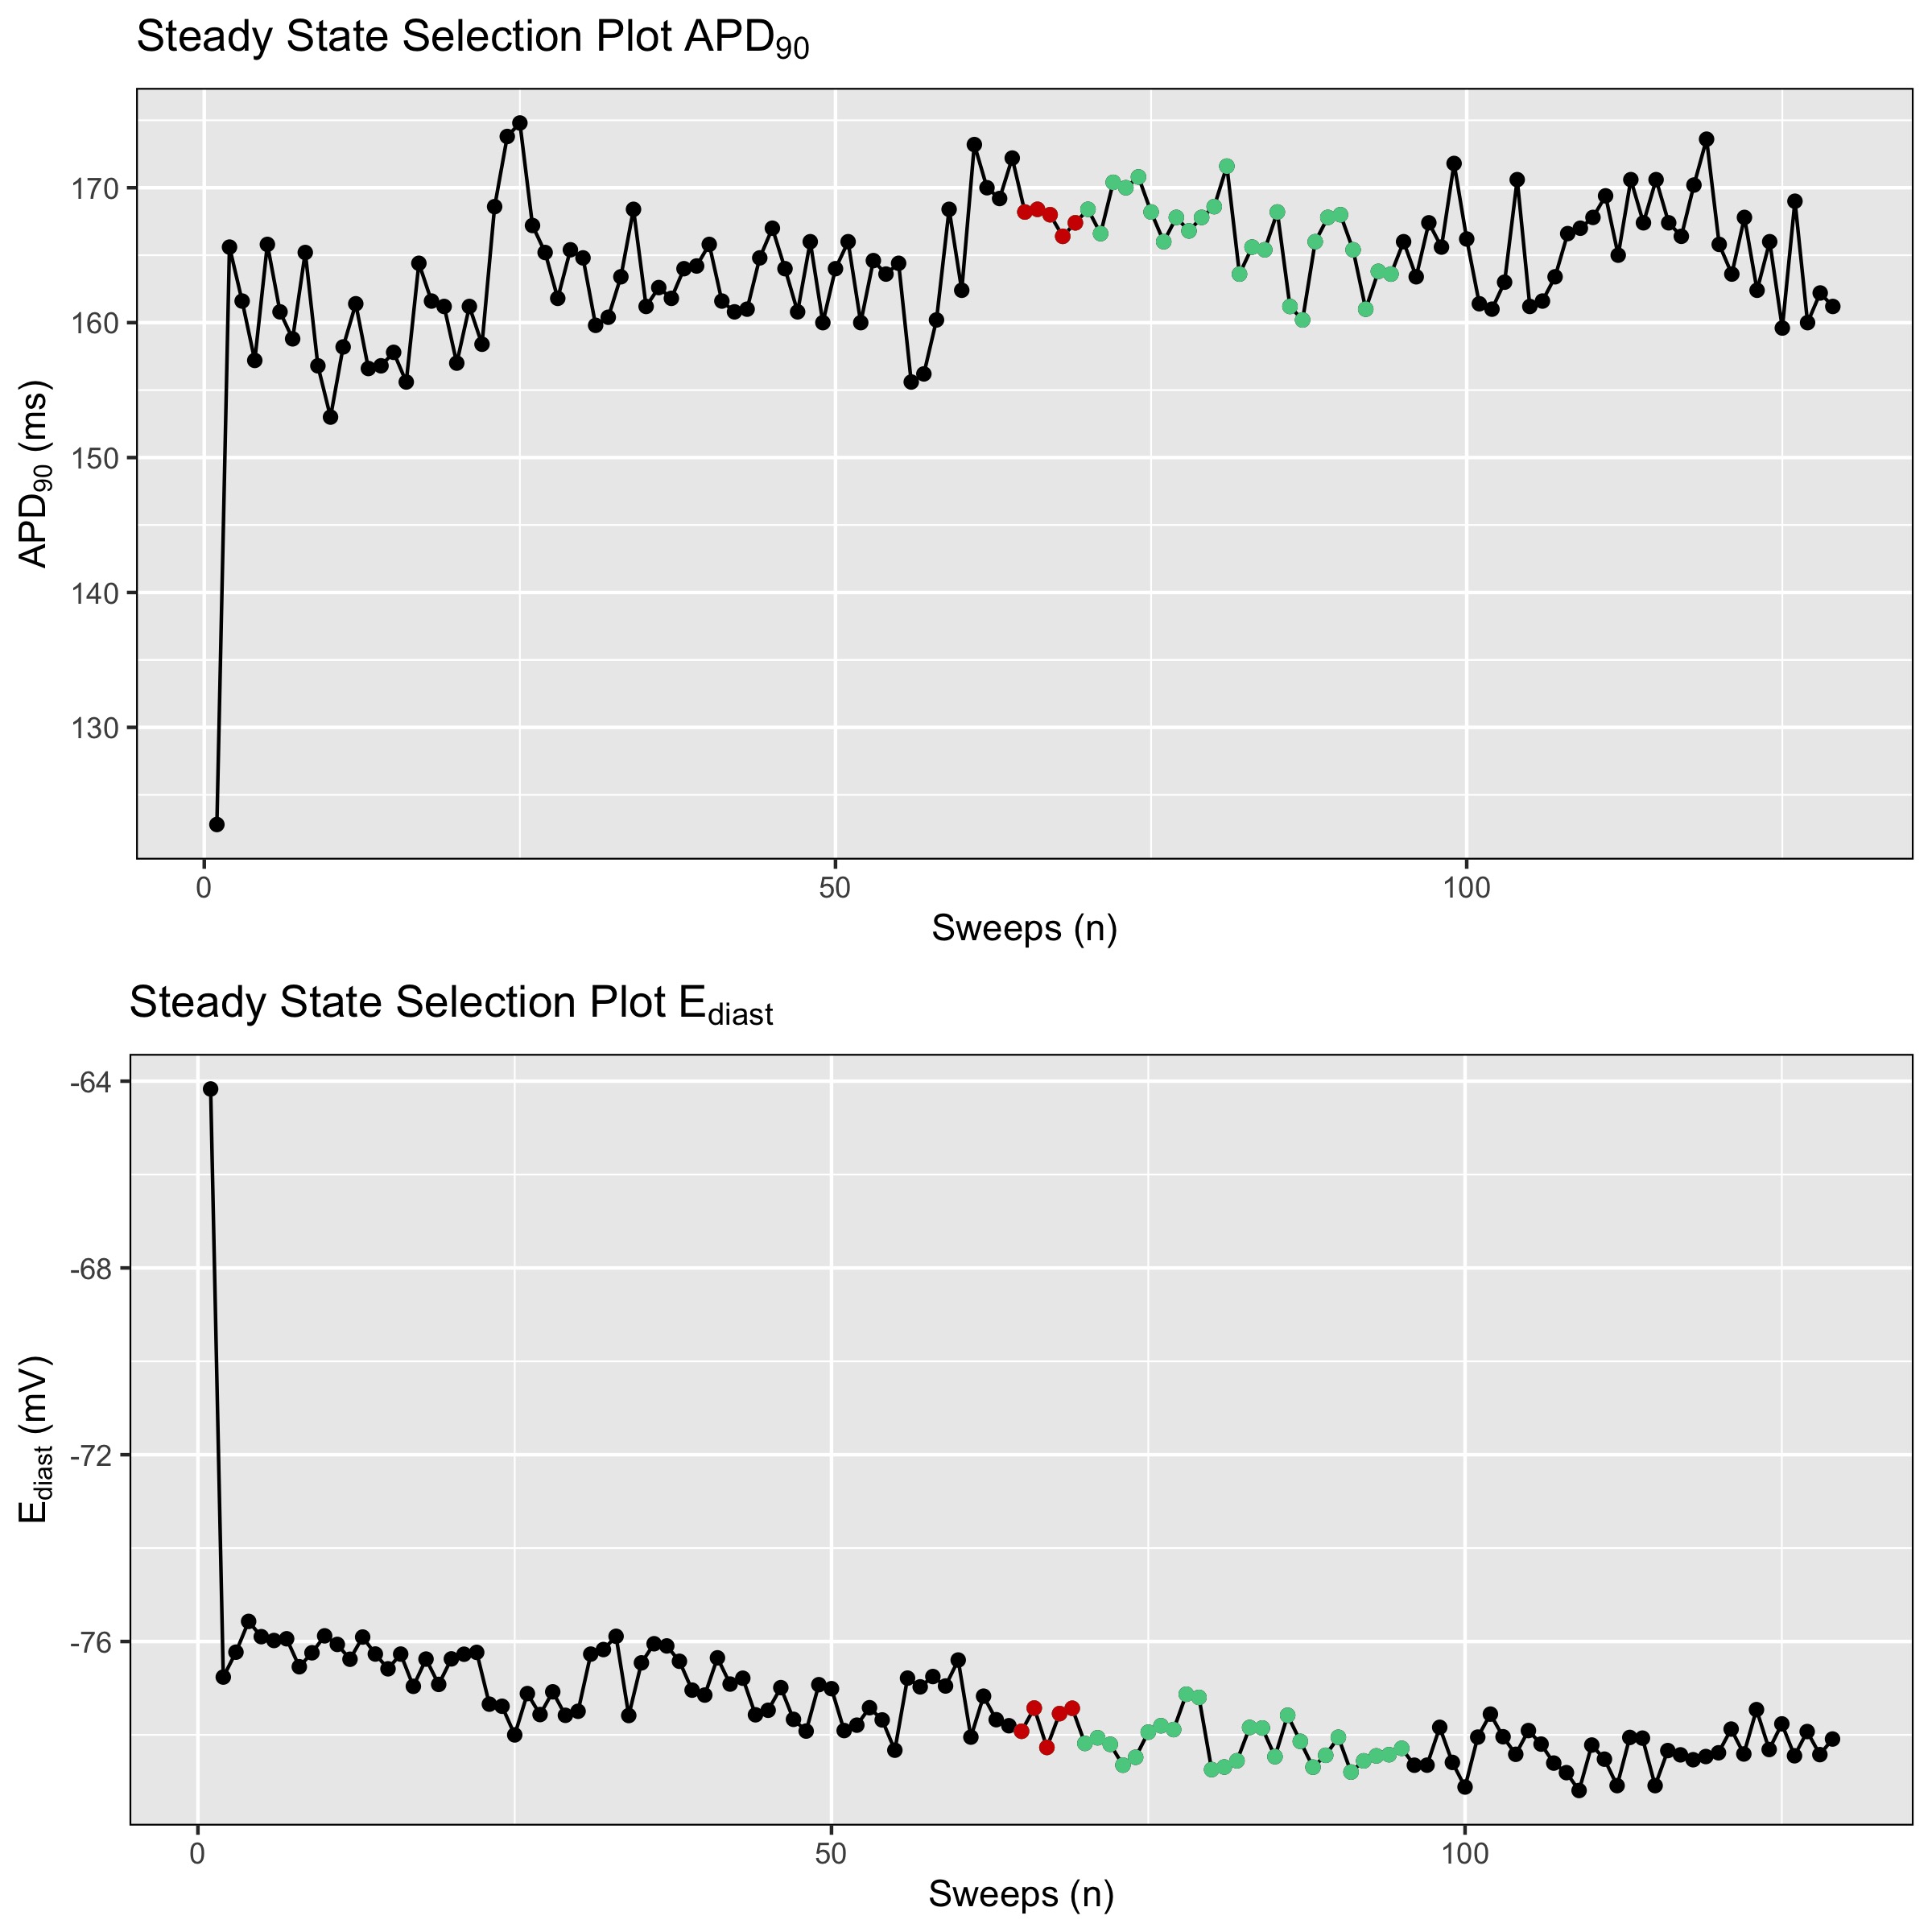 Steady State Selection Plot APD90
170
160
150
140
130
APD90 (ms)
0 50 100
Sweeps (n)
Steady State Selection Plot Ediast
-64
-68
-72
-76
Ediast (mV)
0 50 100
Sweeps (n)